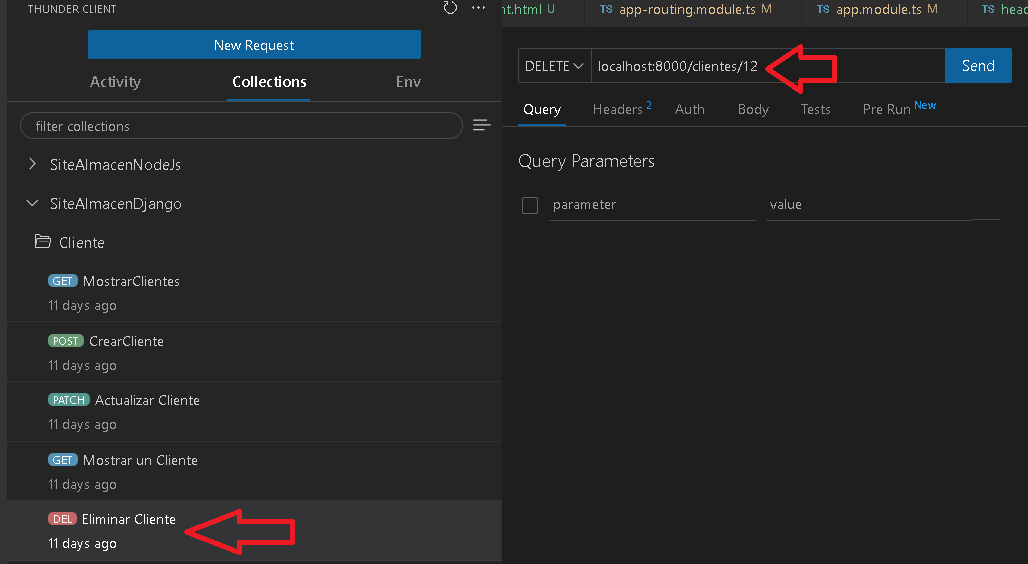 THUNDER CLIENT
New Request
Activity Collections Env
filter collections
SiteAlmacenNodeJs
SiteAlmacenDjango
Cliente
GET MostrarClientes
11 days ago
POST CrearCliente
11 days ago
PATCH Actualizar Cliente
11 days ago
GET Mostrar un Cliente
11 days ago
DEL Eliminar Cliente
11 days ago
nt.html U TS app-routing.module.ts M TS app.module.ts M TS head
DELETE localhost:8000/clientes/12 Send
Query Headers 2 Auth Body Tests Pre Run New
Query Parameters
parameter value